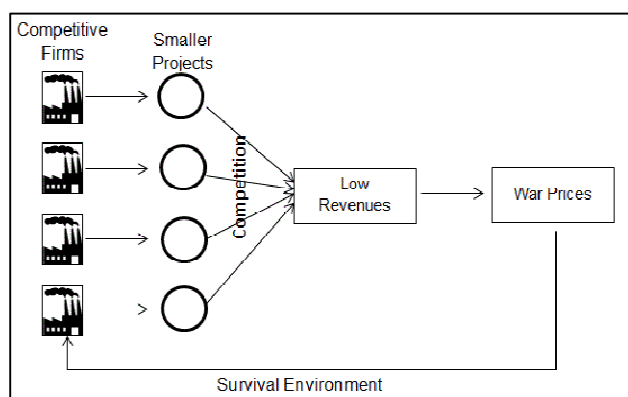 Competitive
Firms
Smaller
Projects
Competition
Low
Revenues
War Prices
Survival Environment